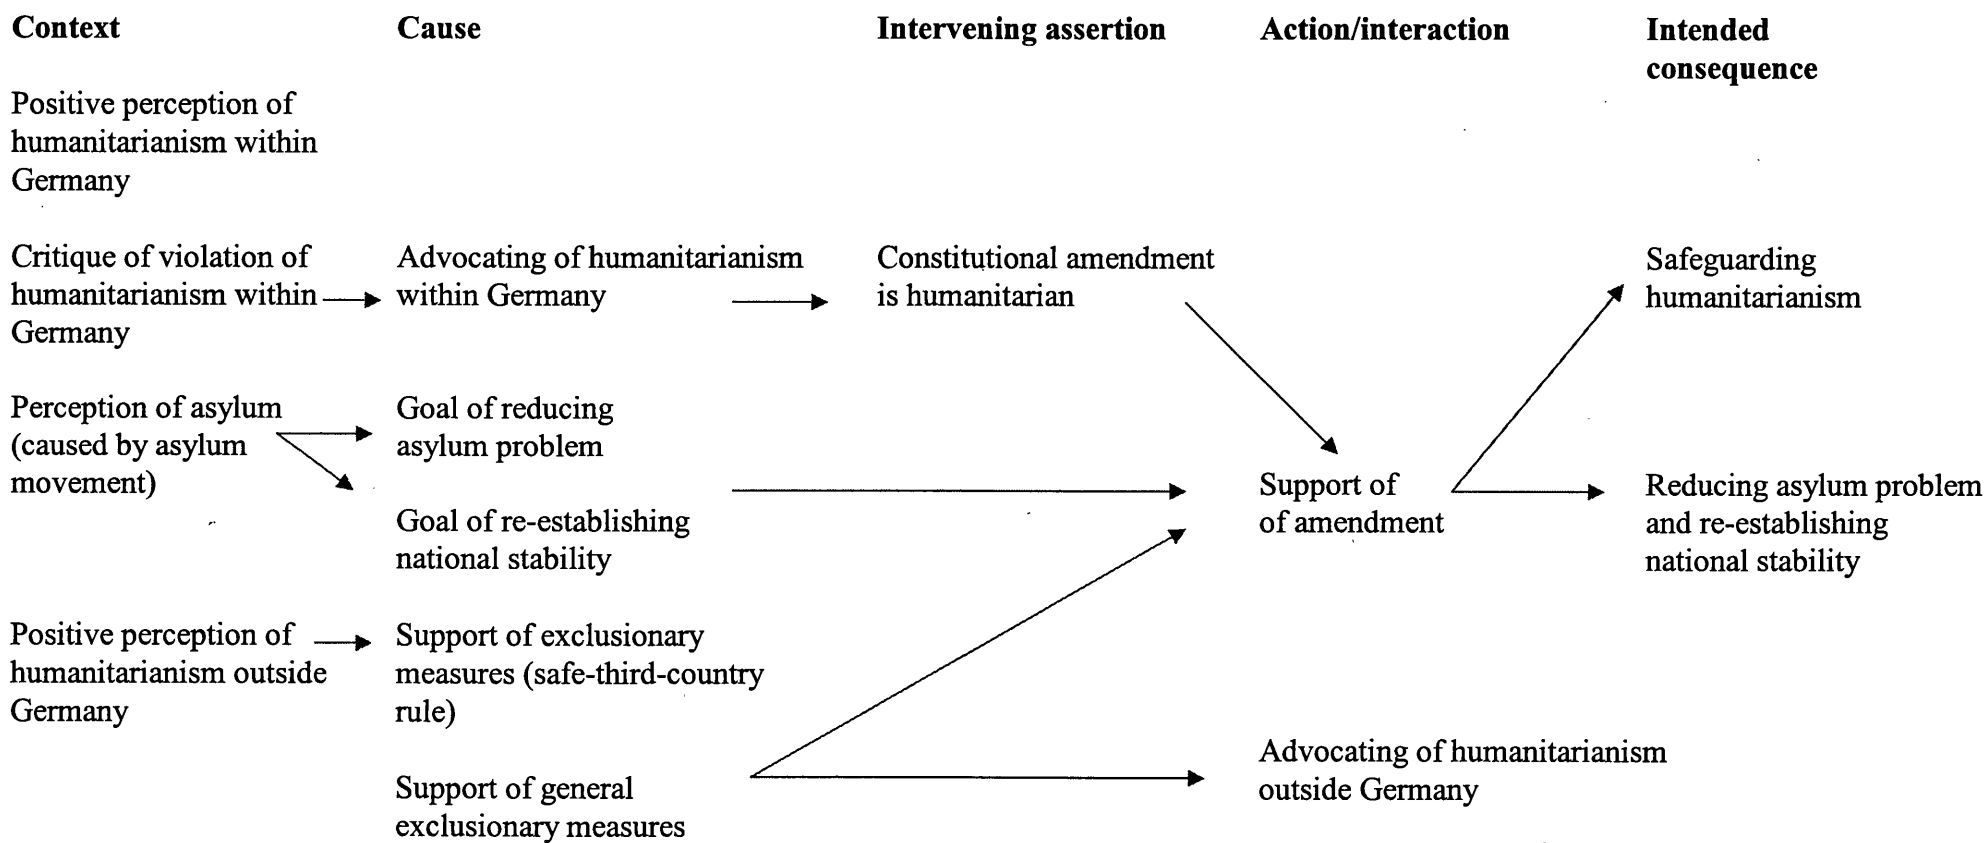 Context
Cause
Intervening assertion
Action/interaction
Intended
consequence
Positive perception of
humanitarianism within
Germany
Critique of violation of
humanitarianism within
Germany
Advocating of humanitarianism
within Germany
Constitutional amendment
is humanitarian
Safeguarding
humanitarianism
Perception of asylum
(caused by asylum
movement)
Goal of reducing
asylum problem
Goal of re-establishing
national stability
Support of
of amendment
Reducing asylum problem
and re-establishing
national stability
Positive perception of
humanitarianism outside
Germany
Support of exclusionary
measures (safe-third-country
rule)
Support of general
exclusionary measures
Advocating of humanitarianism
outside Germany